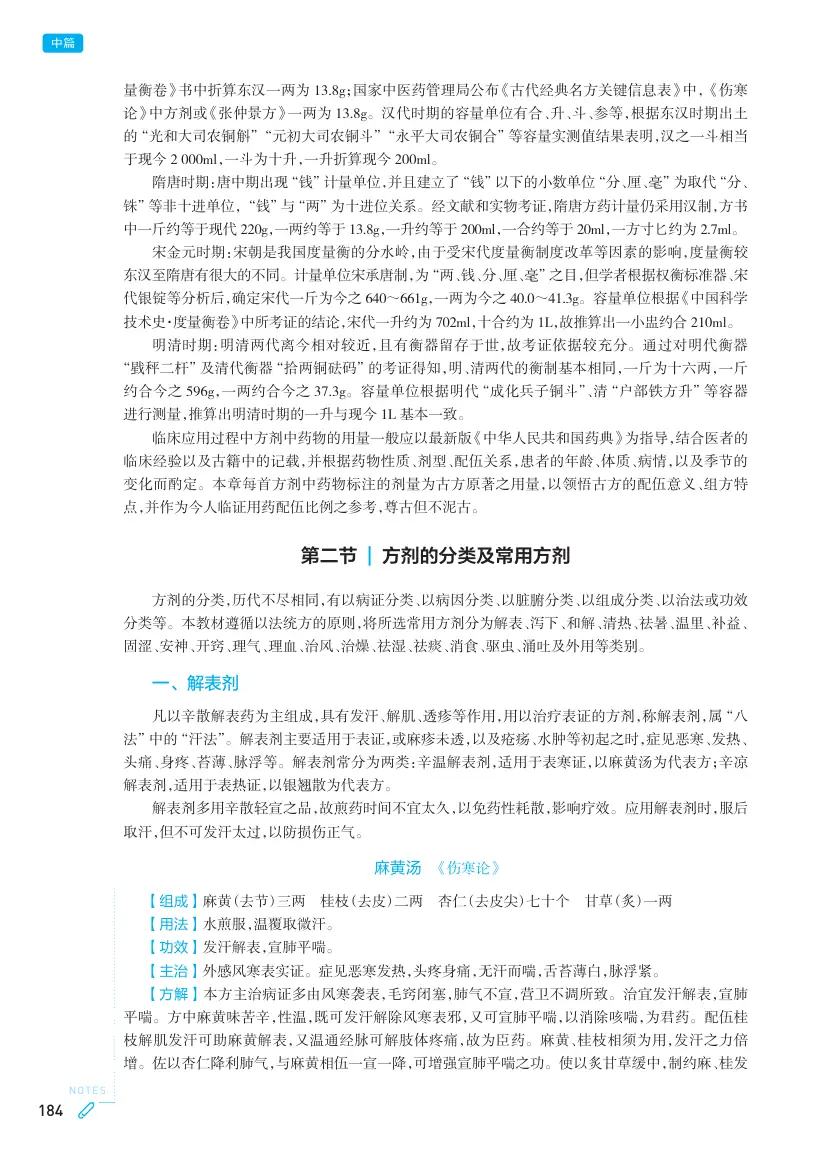 中篇
量衡卷》书中折算东汉一两为 13.8g；国家中医药管理局公布《古代经典名方关键信息表》中，《伤寒
论》中方剂或《张仲景方》一两为 13.8g。汉代时期的容量单位有合、升、斗、参等，根据东汉时期出土
的“光和大司农铜斛”“元初大司农铜斗”“永平大司农铜合”等容量实测值结果表明，汉之一斗相当
于现今 2 000ml，一斗为十升，一升折算现今 200ml。
隋唐时期：唐中期出现“钱”计量单位，并且建立了“钱”以下的小数单位“分、厘、毫”为取代“分、
铢”等非十进单位，“钱”与“两”为十进位关系。经文献和实物考证，隋唐方药计量仍采用汉制，方书
中一斤约等于现代 220g，一两约等于 13.8g，一升约等于 200ml，一合约等于 20ml，一方寸匕约为 2.7ml。
宋金元时期：宋朝是我国度量衡的分水岭，由于受宋代度量衡制度改革等因素的影响，度量衡较
东汉至隋唐有很大的不同。计量单位宋承唐制，为“两、钱、分、厘、毫”之目，但学者根据权衡标准器、宋
代银锭等分析后，确定宋代一斤为今之 640～661g，一两为今之 40.0～41.3g。容量单位根据《中国科学
技术史·度量衡卷》中所考证的结论，宋代一升约为 702ml，十合约为 1L，故推算出一小盅约合 210ml。
明清时期：明清两代离今相对较近，且有衡器留存于世，故考证依据较充分。通过对明代衡器
“戥秤二杆”及清代衡器“拾两铜砝码”的考证得知，明、清两代的衡制基本相同，一斤为十六两，一斤
约合今之 596g，一两约合今之 37.3g。容量单位根据明代“成化兵子铜斗”、清“户部铁方升”等容器
进行测量，推算出明清时期的一升与现今 1L 基本一致。
临床应用过程中方剂中药物的用量一般应以最新版《中华人民共和国药典》为指导，结合医者的
临床经验以及古籍中的记载，并根据药物性质、剂型、配伍关系，患者的年龄、体质、病情，以及季节的
变化而酌定。本章每首方剂中药物标注的剂量为古方原著之用量，以领悟古方的配伍意义、组方特
点，并作为今人临证用药配伍比例之参考，尊古但不泥古。
第二节 | 方剂的分类及常用方剂
方剂的分类，历代不尽相同，有以病证分类、以病因分类、以脏腑分类、以组成分类、以治法或功效
分类等。本教材遵循以法统方的原则，将所选常用方剂分为解表、泻下、和解、清热、祛暑、温里、补益、
固涩、安神、开窍、理气、理血、治风、治燥、祛湿、祛痰、消食、驱虫、涌吐及外用等类别。
一、解表剂
凡以辛散解表药为主组成，具有发汗、解肌、透疹等作用，用以治疗表证的方剂，称解表剂，属“八
法”中的“汗法”。解表剂主要适用于表证，或麻疹未透，以及疮疡、水肿等初起之时，症见恶寒、发热、
头痛、身疼、苔薄、脉浮等。解表剂常分为两类：辛温解表剂，适用于表寒证，以麻黄汤为代表方；辛凉
解表剂，适用于表热证，以银翘散为代表方。
解表剂多用辛散轻宣之品，故煎药时间不宜太久，以免药性耗散，影响疗效。应用解表剂时，服后
取汗，但不可发汗太过，以防损伤正气。
麻黄汤 《伤寒论》
【组成】麻黄（去节）三两 桂枝（去皮）二两 杏仁（去皮尖）七十个 甘草（炙）一两
【用法】水煎服，温覆取微汗。
【功效】发汗解表，宣肺平喘。
【主治】外感风寒表实证。症见恶寒发热，头疼身痛，无汗而喘，舌苔薄白，脉浮紧。
【方解】本方主治病证多由风寒袭表，毛窍闭塞，肺气不宣，营卫不调所致。治宜发汗解表，宣肺
平喘。方中麻黄味苦辛，性温，既可发汗解除风寒表邪，又可宣肺平喘，以消除咳喘，为君药。配伍桂
枝解肌发汗可助麻黄解表，又温通经脉可解肢体疼痛，故为臣药。麻黄、桂枝相须为用，发汗之力倍
增。佐以杏仁降利肺气，与麻黄相伍一宣一降，可增强宣肺平喘之功。使以炙甘草缓中，制约麻、桂发
NOTES
184